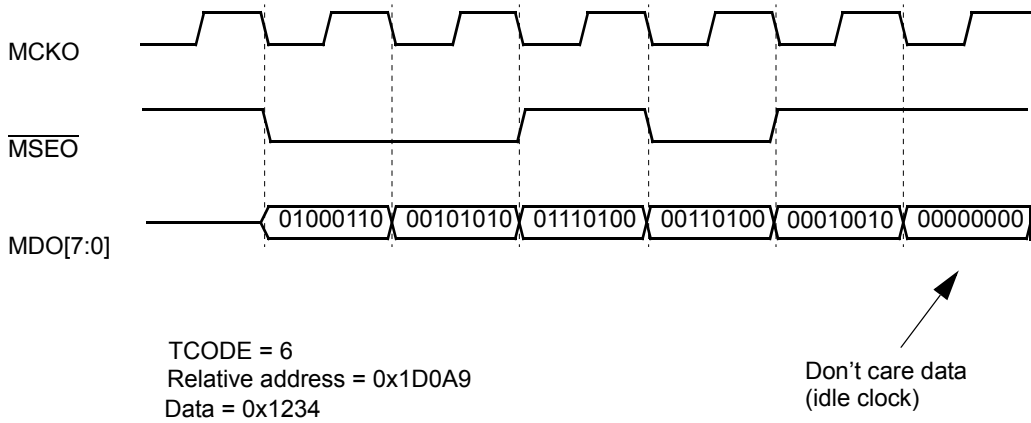 MCKO
MSEO
MDO[7:0]
01000110 00101010 01110100 00110100 00010010 00000000
TCODE = 6
Relative address = 0x1D0A9
Data = 0x1234
Don’t care data
(idle clock)